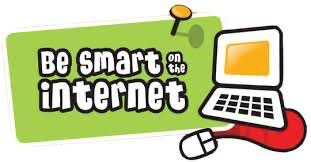 Be smart on the
internet